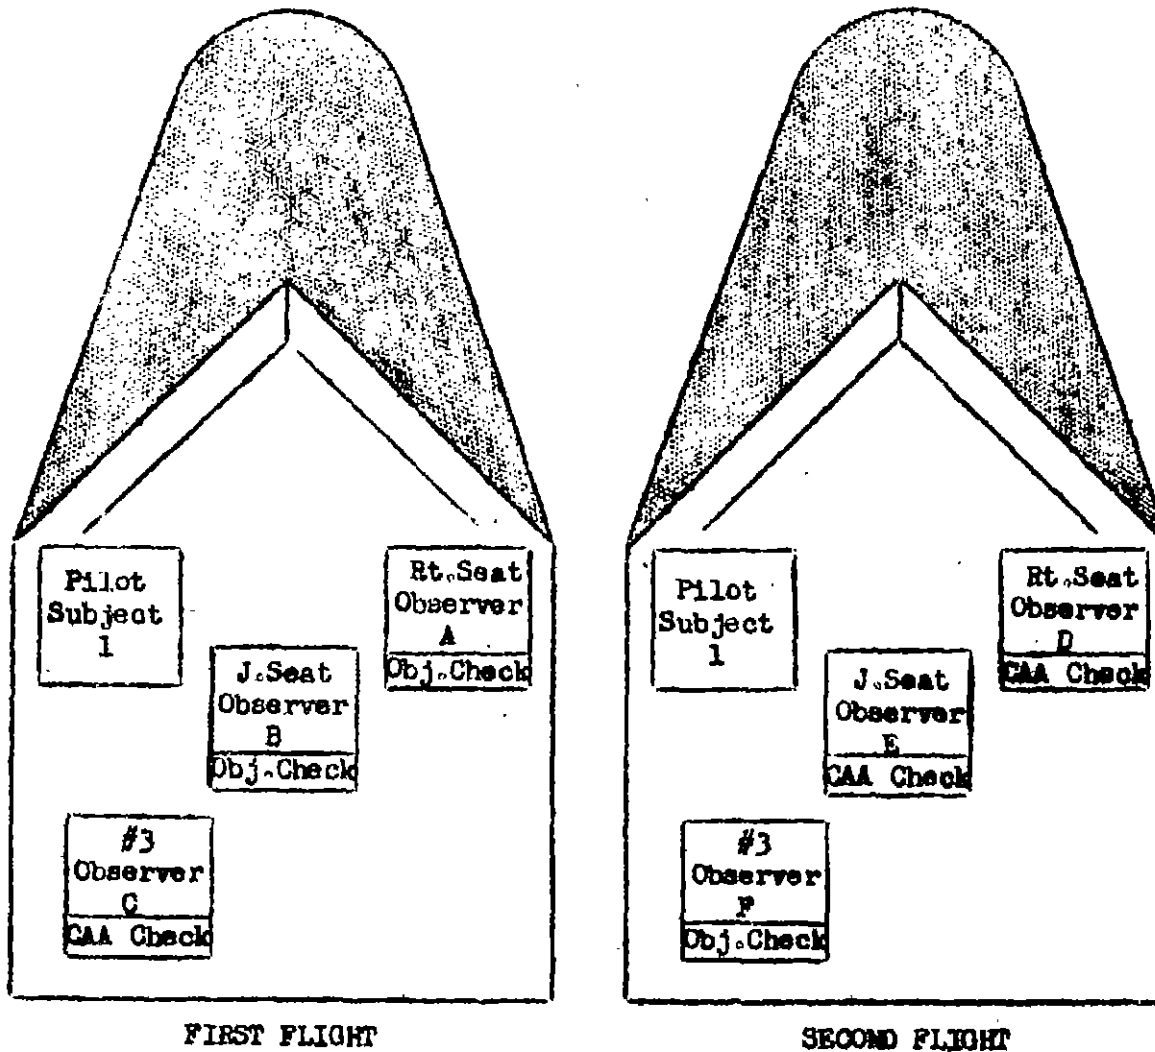 Pilot
Subject
1
Rt.Seat
Observer
A
Obj.Check
J.Seat
Observer
B
Obj.Check
#3
Observer
C
CAA Check
FIRST FLIGHT
Pilot
Subject
1
Rt.Seat
Observer
D
CAA Check
J.Seat
Observer
E
CAA Check
#3
Observer
F
Obj.Check
SECOND FLIGHT